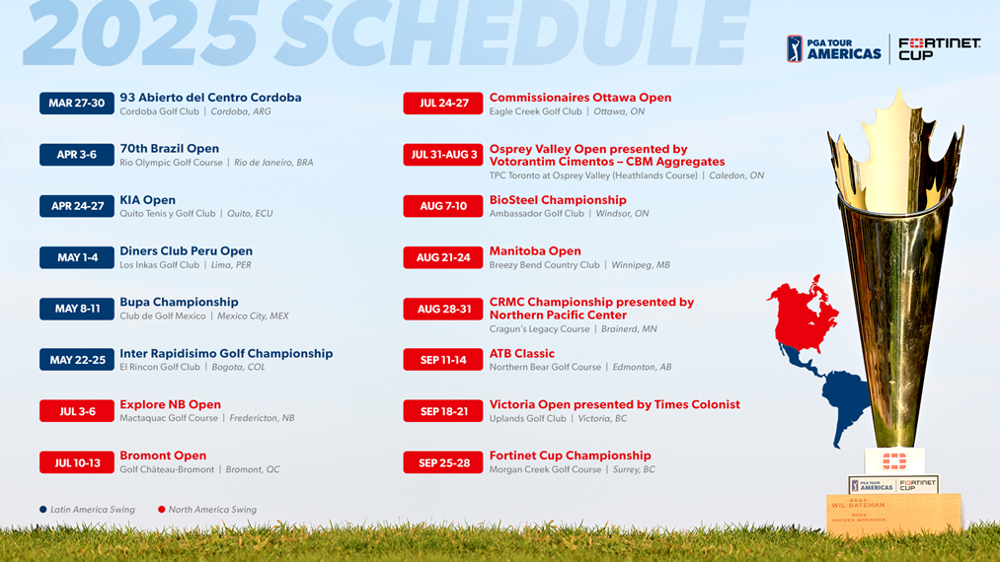 2025 SCHEDULE
PGA TOUR
AMERICAS
FORTINET
CUP
MAR 27-30
93 Abierto del Centro Cordoba
Cordoba Golf Club | Cordoba, ARG
APR 3-6
70th Brazil Open
Rio Olympic Golf Course | Rio de Janeiro, BRA
APR 24-27
KIA Open
Quito Tenis y Golf Club | Quito, ECU
MAY 1-4
Diners Club Peru Open
Los Inkas Golf Club | Lima, PER
MAY 8-11
Bupa Championship
Club de Golf Mexico | Mexico City, MEX
MAY 22-25
Inter Rapidisimo Golf Championship
El Rincon Golf Club | Bogota, COL
JUL 3-6
Explore NB Open
Mactaquac Golf Course | Fredericton, NB
JUL 10-13
Bromont Open
Golf Château-Bromont | Bromont, QC
JUL 24-27
Commissionaires Ottawa Open
Eagle Creek Golf Club | Ottawa, ON
JUL 31-AUG 3
Osprey Valley Open presented by
Votorantim Cimentos – CBM Aggregates
TPC Toronto at Osprey Valley (Heathlands Course) | Caledon, ON
AUG 7-10
BioSteel Championship
Ambassador Golf Club | Windsor, ON
AUG 21-24
Manitoba Open
Breezy Bend Country Club | Winnipeg, MB
AUG 28-31
CRMC Championship presented by
Northern Pacific Center
Cragun's Legacy Course | Brainerd, MN
SEP 11-14
ATB Classic
Northern Bear Golf Course | Edmonton, AB
SEP 18-21
Victoria Open presented by Times Colonist
Uplands Golf Club | Victoria, BC
SEP 25-28
Fortinet Cup Championship
Morgan Creek Golf Course | Surrey, BC
Latin America Swing
North America Swing
PGA TOUR
AMERICAS
FORTINET
CUP
2022
WIL BATEMAN
HAYDEN SPRINGER